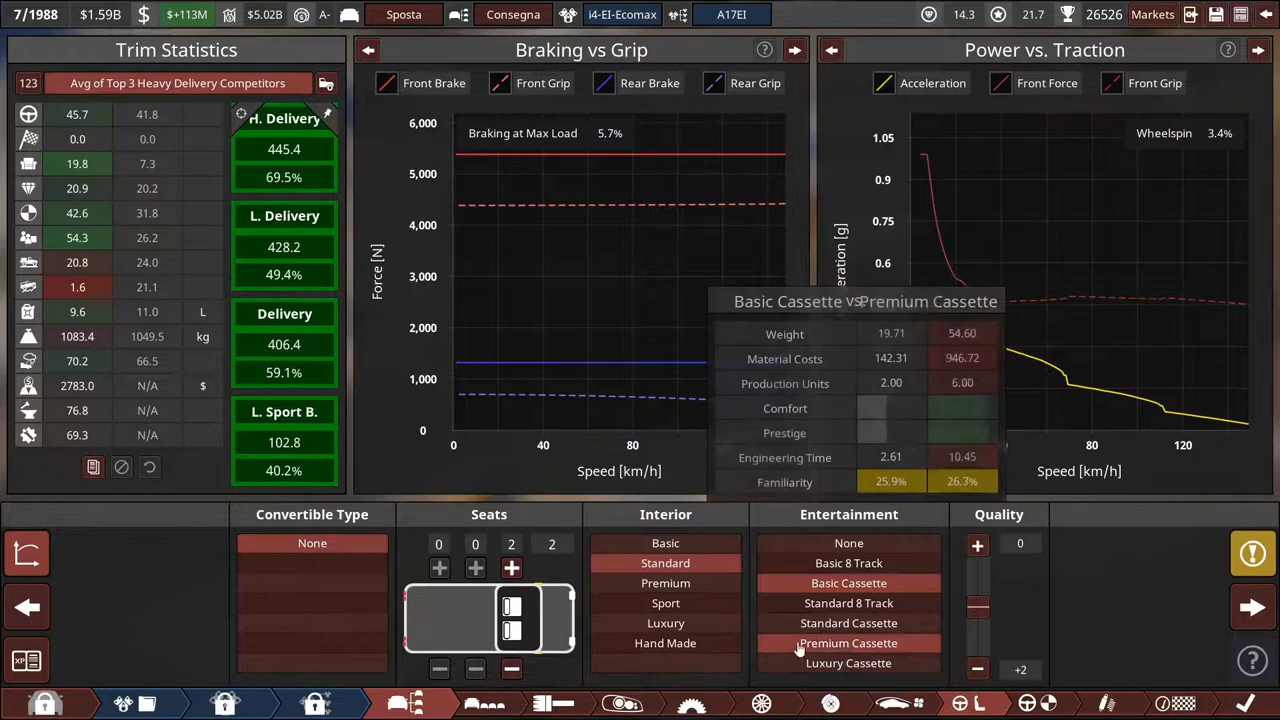 7/1988 $ $1.59B $+113M $5.02B A- Sposta Consegna i4-EI-Ecomax A17EI 14.3 21.7 26526 Markets
Trim Statistics
123 Avg of Top 3 Heavy Delivery Competitors
45.7 41.8
0.0 0.0
19.8 7.3
20.9 20.2
42.6 31.8
54.3 26.2
20.8 24.0
1.6 21.1
9.6 11.0 L
1083.4 1049.5 kg
70.2 66.5
2783.0 N/A $
76.8 N/A
69.3 N/A
H. Delivery
445.4
69.5%
L. Delivery
428.2
49.4%
Delivery
406.4
59.1%
L. Sport B.
102.8
40.2%
Braking vs Grip ?
Front Brake Front Grip Rear Brake Rear Grip
Braking at Max Load 5.7%
6,000
5,000
4,000
3,000
2,000
1,000
0
Force [N]
0 40 80
Speed [km/h]
Power vs. Traction ?
Acceleration Front Force Front Grip
Wheelspin 3.4%
1.05
0.9
0.75
0.6
eration [g]
80 120
Speed [km/h]
Basic Cassette vs Premium Cassette
Weight 19.71 54.60
Material Costs 142.31 946.72
Production Units 2.00 6.00
Comfort
Prestige
Engineering Time 2.61 10.45
Familiarity 25.9% 26.3%
Convertible Type
None
Seats
0 0 2 2
Interior
Basic
Standard
Premium
Sport
Luxury
Hand Made
Entertainment
None
Basic 8 Track
Basic Cassette
Standard 8 Track
Standard Cassette
Premium Cassette
Luxury Cassette
Quality
0
+2
XP
?